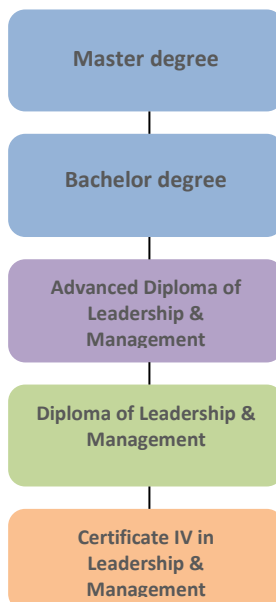 Master degree
Bachelor degree
Advanced Diploma of
Leadership &
Management
Diploma of Leadership &
Management
Certificate IV in
Leadership &
Management